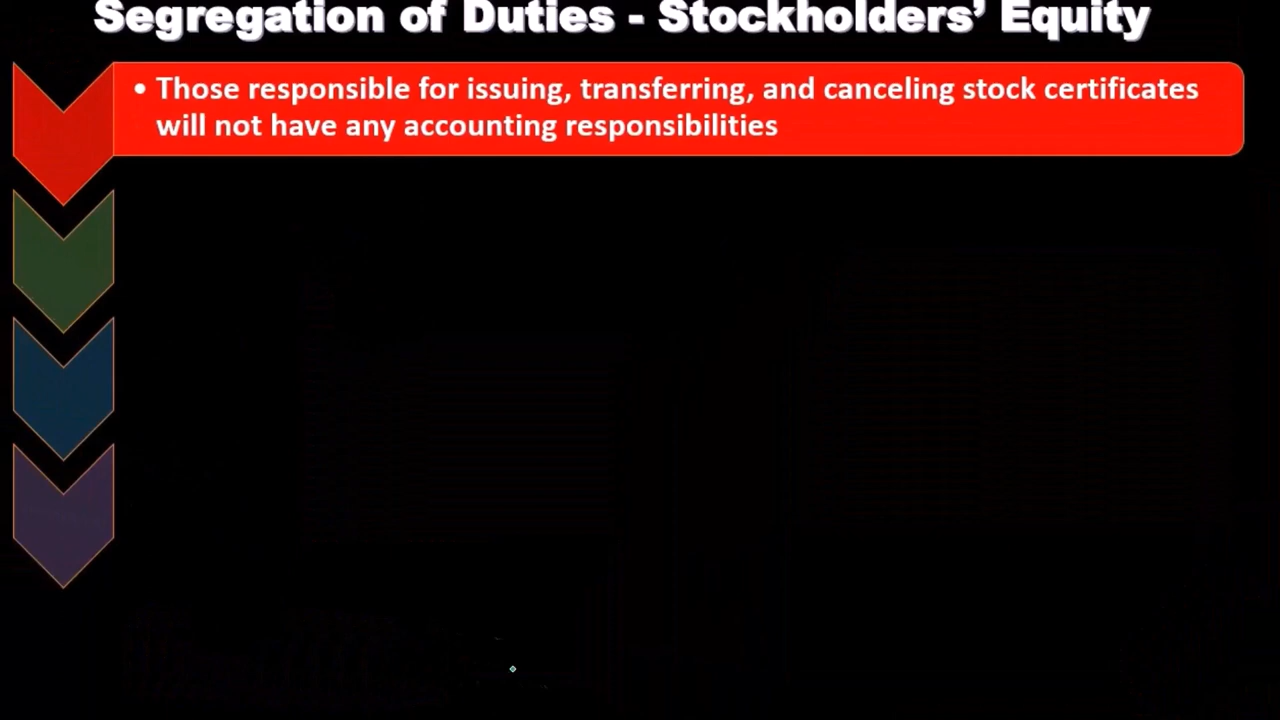 Segregation of Duties - Stockholders’ Equity
• Those responsible for issuing, transferring, and canceling stock certificates
will not have any accounting responsibilities